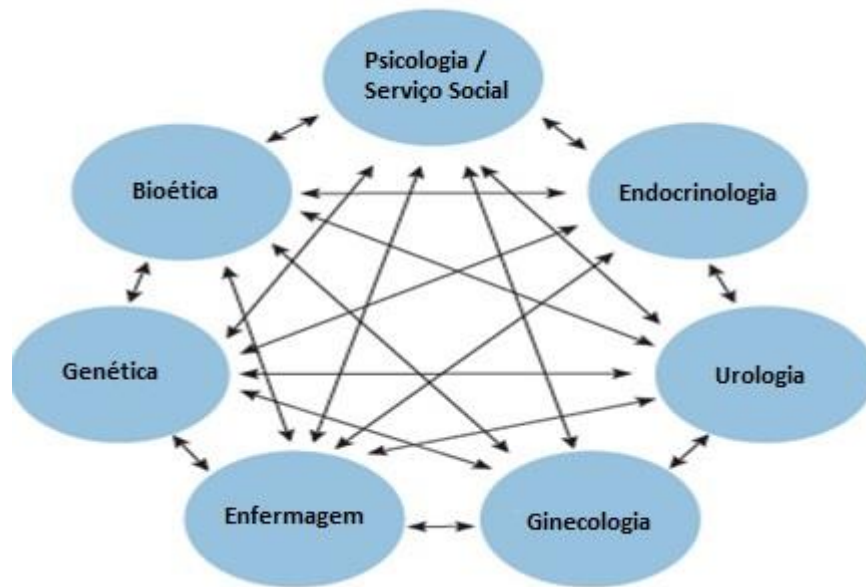 Psicologia /
Serviço Social
Bioética
Endocrinologia
Genética
Urologia
Enfermagem
Ginecologia